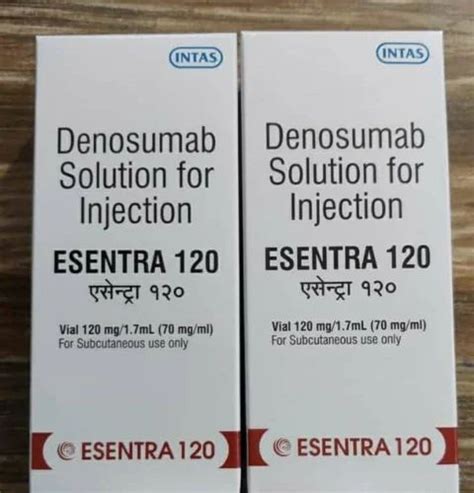 INTAS
Denosumab
Solution for
Injection
ESENTRA 120
एसेन्ट्रा १२०
Vial 120 mg/1.7mL (70 mg/ml)
For Subcutaneous use only
ESENTRA 120
INTAS
Denosumab
Solution for
Injection
ESENTRA 120
एसेन्ट्रा १२०
Vial 120 mg/1.7mL (70 mg/ml)
For Subcutaneous use only
ESENTRA 120